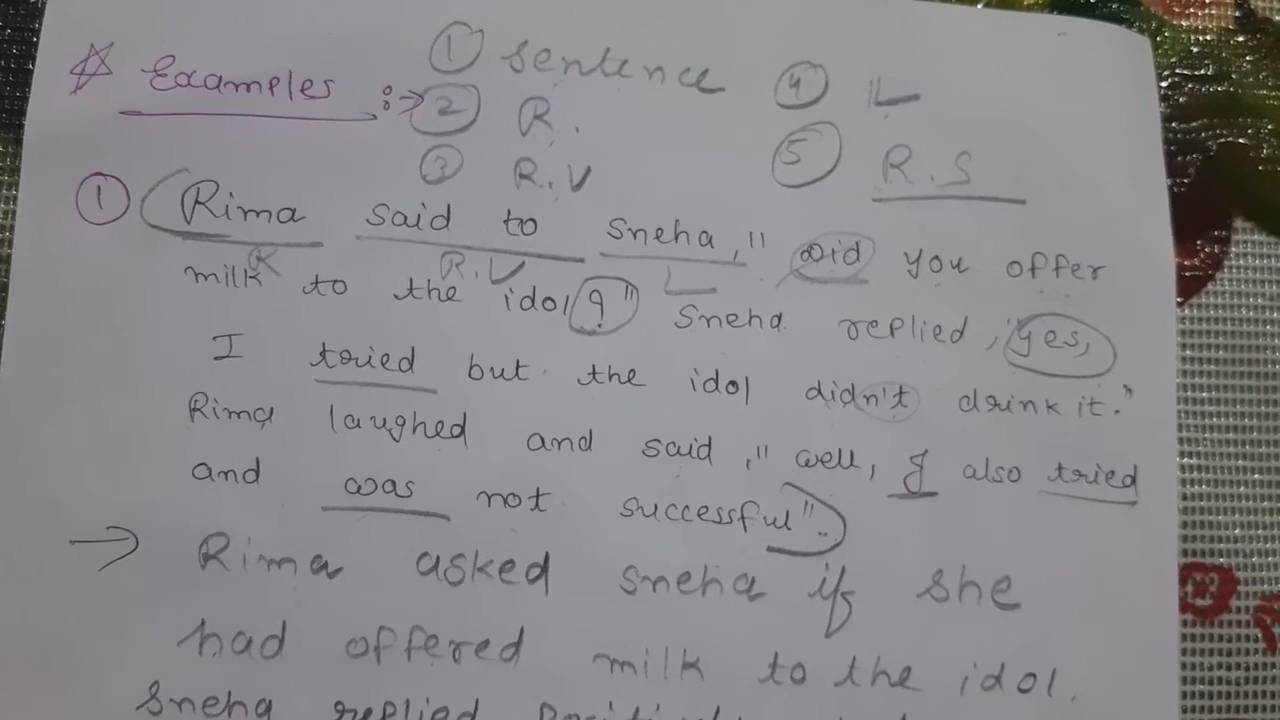 ☆ Examples :→ ① sentence ④ L
② R.
③ R.V ⑤ R.S
① Rima said to Sneha," Did you offer
R R.V L
milk to the idol?" Sneha replied, "yes,
I tried but the idol didn't drink it."
Rima laughed and said ," well, I also tried
and was not successful".
→ Rima asked Sneha if she
had offered milk to the idol.
Sneha replied